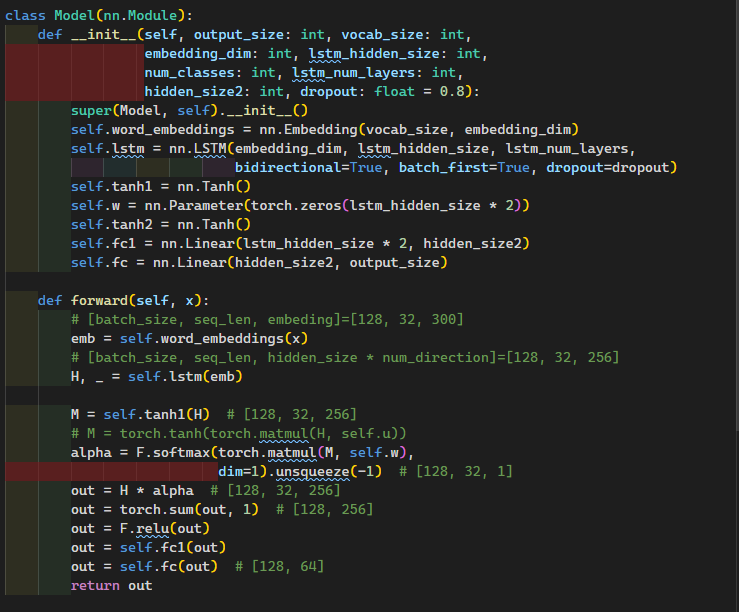 class Model(nn.Module):
    def __init__(self, output_size: int, vocab_size: int,
                 embedding_dim: int, lstm_hidden_size: int,
                 num_classes: int, lstm_num_layers: int,
                 hidden_size2: int, dropout: float = 0.8):
        super(Model, self).__init__()
        self.word_embeddings = nn.Embedding(vocab_size, embedding_dim)
        self.lstm = nn.LSTM(embedding_dim, lstm_hidden_size, lstm_num_layers,
                            bidirectional=True, batch_first=True, dropout=dropout)
        self.tanh1 = nn.Tanh()
        self.w = nn.Parameter(torch.zeros(lstm_hidden_size * 2))
        self.tanh2 = nn.Tanh()
        self.fc1 = nn.Linear(lstm_hidden_size * 2, hidden_size2)
        self.fc = nn.Linear(hidden_size2, output_size)

    def forward(self, x):
        # [batch_size, seq_len, embeding]=[128, 32, 300]
        emb = self.word_embeddings(x)
        # [batch_size, seq_len, hidden_size * num_direction]=[128, 32, 256]
        H, _ = self.lstm(emb)

        M = self.tanh1(H)  # [128, 32, 256]
        # M = torch.tanh(torch.matmul(H, self.u))
        alpha = F.softmax(torch.matmul(M, self.w),
                          dim=1).unsqueeze(-1)  # [128, 32, 1]
        out = H * alpha  # [128, 32, 256]
        out = torch.sum(out, 1)  # [128, 256]
        out = F.relu(out)
        out = self.fc1(out)
        out = self.fc(out)  # [128, 64]
        return out